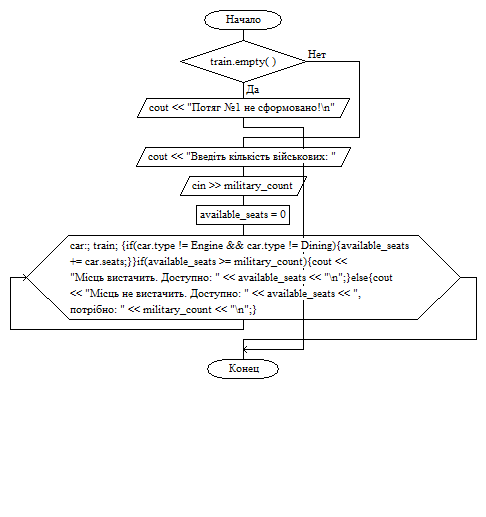 Начало
Нет
train.empty( )
Да
cout << "Потяг №1 не сформовано!\n"
cout << "Введіть кількість військових: "
cin >> military_count
available_seats = 0
car:; train; {if(car.type != Engine && car.type != Dining){available_seats
+= car.seats;}}if(available_seats >= military_count){cout <<
"Місць вистачить. Доступно: " << available_seats << "\n";}else{cout
<< "Місць не вистачить. Доступно: " << available_seats << ",
потрібно: " << military_count << "\n";}
Конец